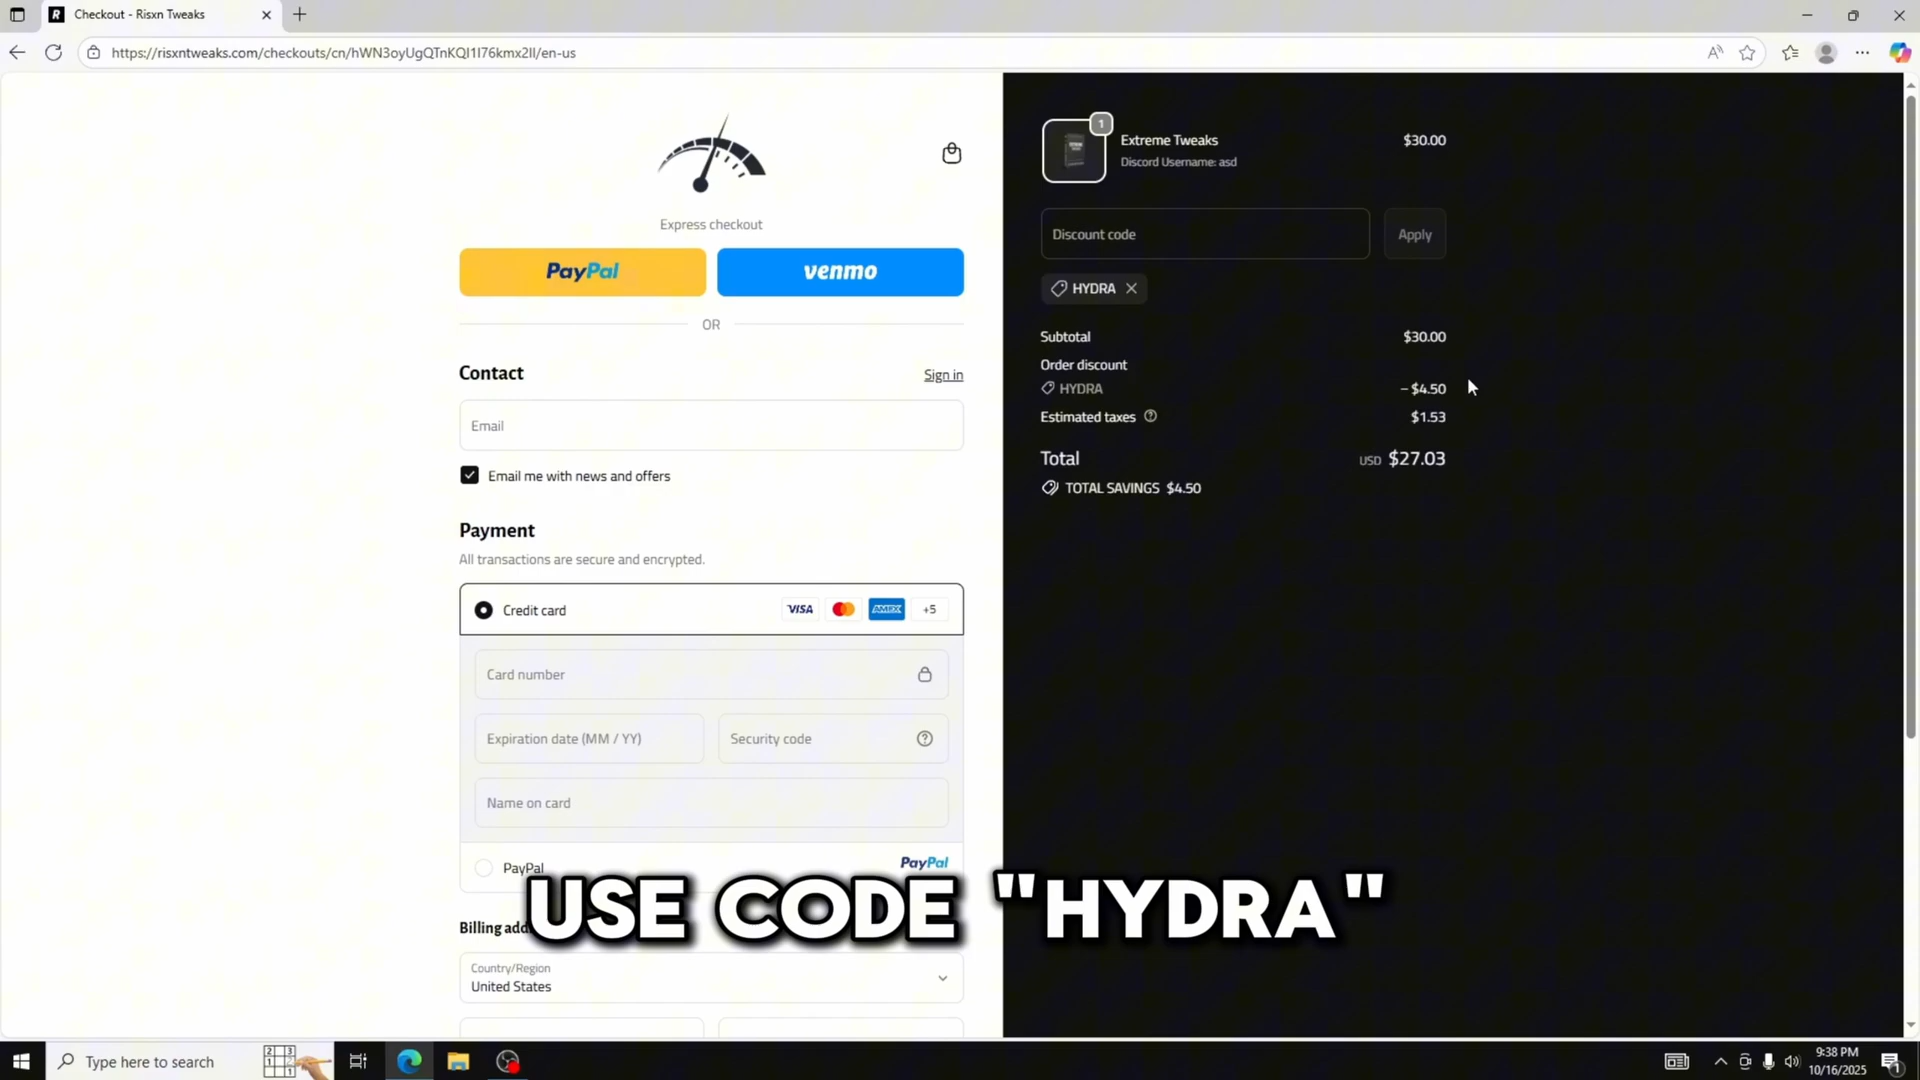 Checkout - Risxn Tweaks
https://risxntweaks.com/checkouts/cn/hWN3oyUgQTnKQI1I76kmx2II/en-us
Express checkout
PayPal
venmo
OR
Contact
Sign in
Email
Email me with news and offers
Payment
All transactions are secure and encrypted.
Credit card
VISA
AMEX
+5
Card number
Expiration date (MM / YY)
Security code
Name on card
PayPal
PayPal
Billing add
Country/Region
United States
1
Extreme Tweaks
$30.00
Discord Username: asd
Discount code
Apply
HYDRA
Subtotal
$30.00
Order discount
HYDRA
– $4.50
Estimated taxes
$1.53
Total
USD $27.03
TOTAL SAVINGS $4.50
USE CODE "HYDRA"
Type here to search
9:38 PM
10/16/2025